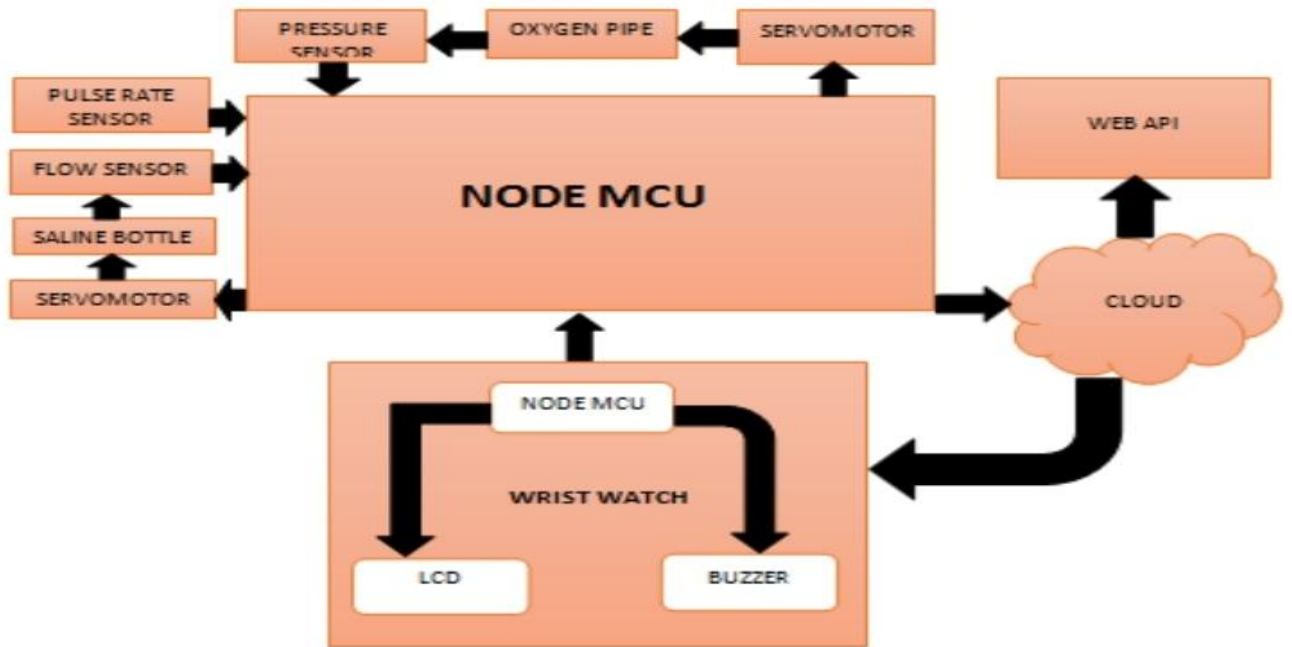 PRESSURE
SENSOR
OXYGEN PIPE
SERVOMOTOR
PULSE RATE
SENSOR
WEB API
FLOW SENSOR
NODE MCU
SALINE BOTTLE
SERVOMOTOR
CLOUD
NODE MCU
WRIST WATCH
LCD
BUZZER